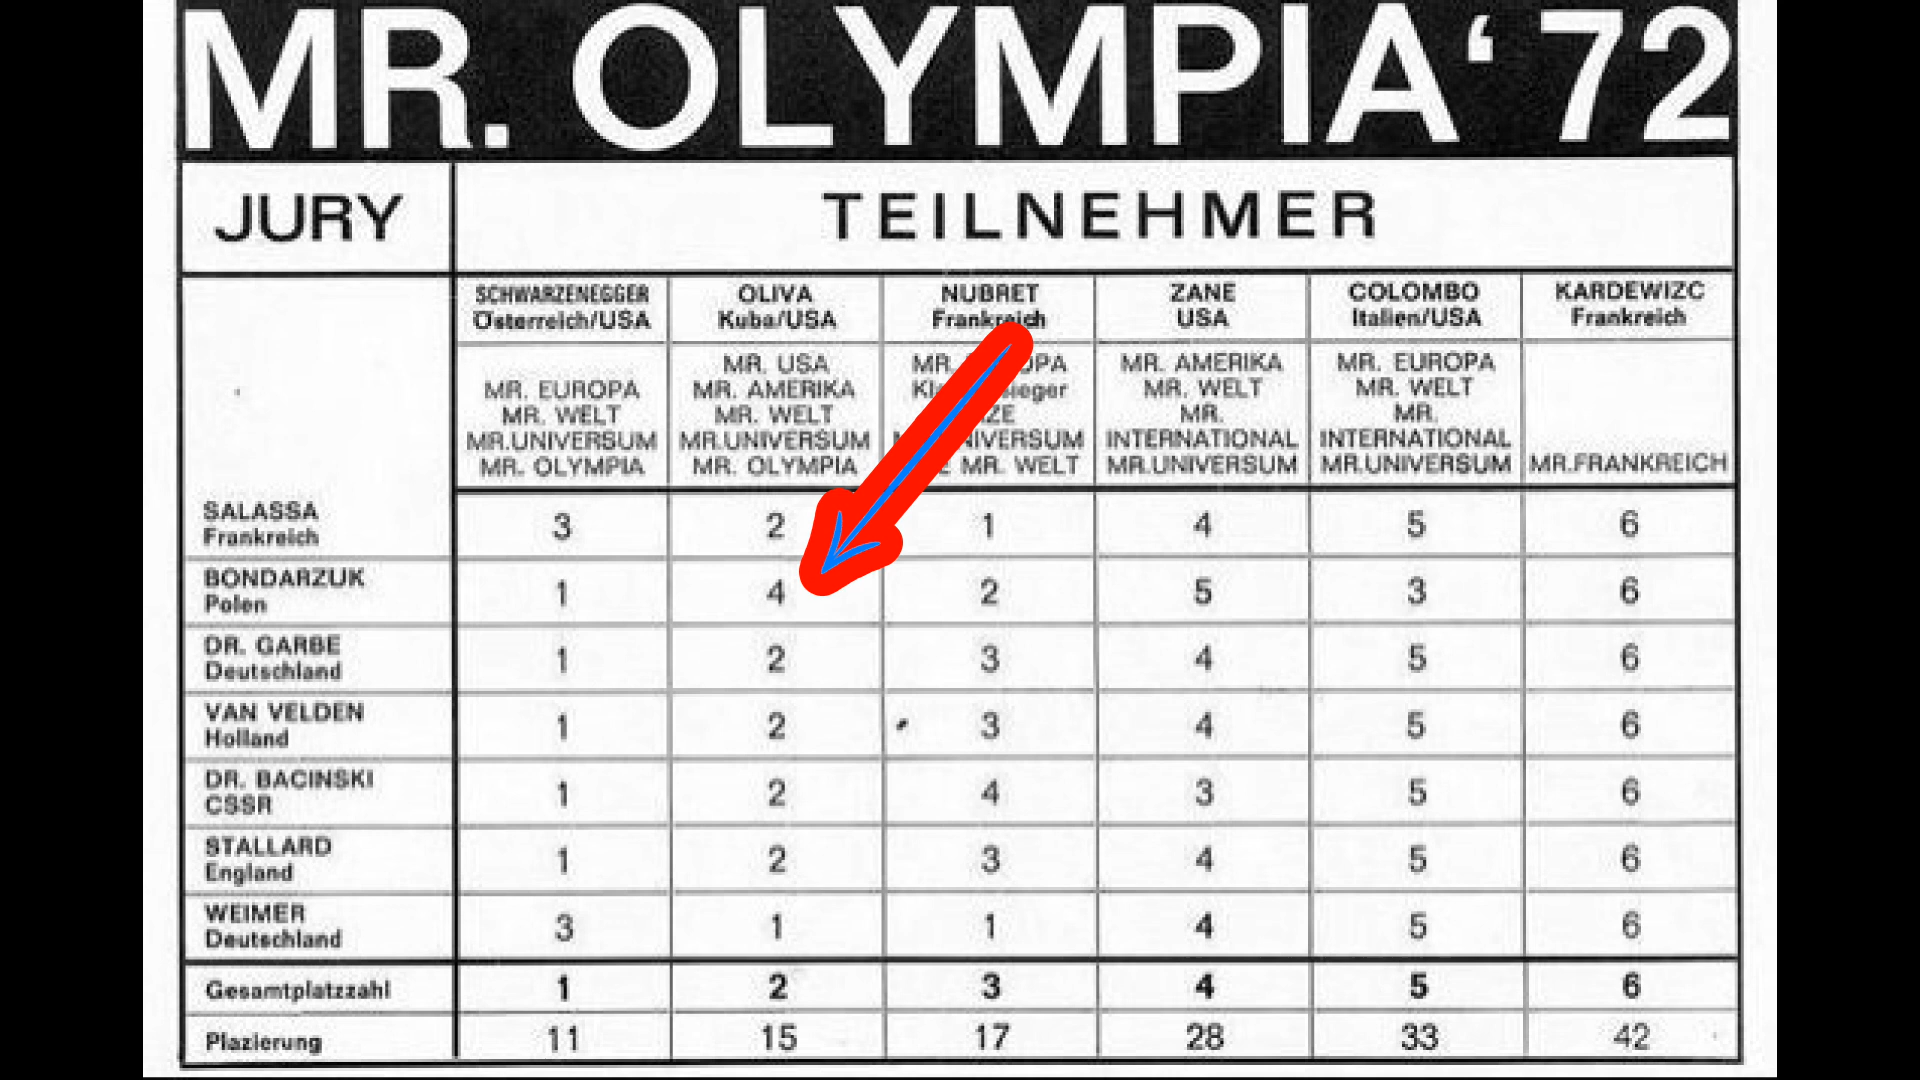 MR. OLYMPIA ‘72
JURY TEILNEHMER
SCHWARZENEGGER OLIVA NUBRET ZANE COLOMBO KARDEWIZC
Österreich/USA Kuba/USA Frankreich USA Italien/USA Frankreich
MR. USA MR. OPA MR. AMERIKA MR. EUROPA
MR. EUROPA MR. AMERIKA MR. WELT MR. WELT
MR. WELT MR. WELT MR. MR.
MR.UNIVERSUM MR.UNIVERSUM INTERNATIONAL INTERNATIONAL
MR. OLYMPIA MR. OLYMPIA MR. WELT MR.UNIVERSUM MR.UNIVERSUM MR.FRANKREICH
SALASSA
Frankreich 3 2 1 4 5 6
BONDARZUK
Polen 1 4 2 5 3 6
DR. GARBE
Deutschland 1 2 3 4 5 6
VAN VELDEN
Holland 1 2 3 4 5 6
DR. BACINSKI
CSSR 1 2 4 3 5 6
STALLARD
England 1 2 3 4 5 6
WEIMER
Deutschland 3 1 1 4 5 6
Gesamtplatzzahl 1 2 3 4 5 6
Plazierung 11 15 17 28 33 42